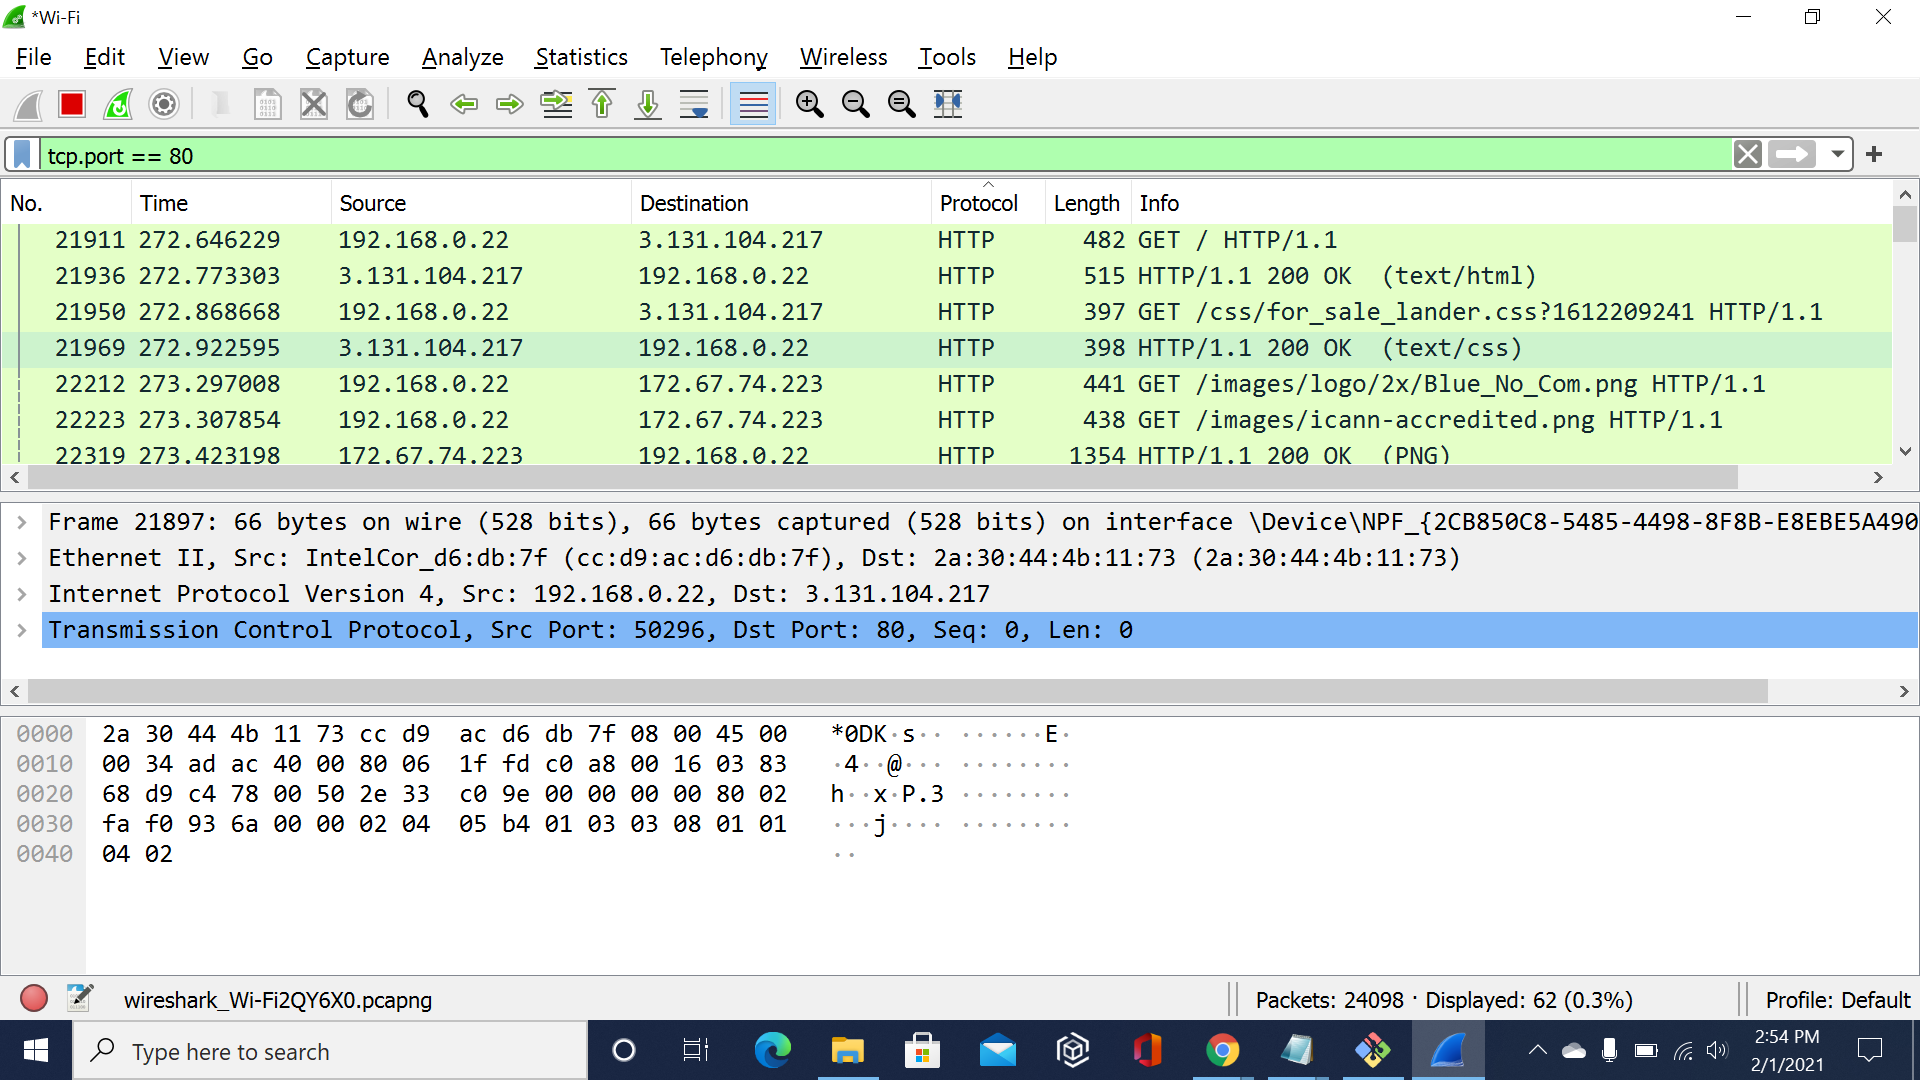 *Wi-Fi
File Edit View Go Capture Analyze Statistics Telephony Wireless Tools Help
tcp.port == 80
No. Time Source Destination Protocol Length Info
21911 272.646229 192.168.0.22 3.131.104.217 HTTP 482 GET / HTTP/1.1
21936 272.773303 3.131.104.217 192.168.0.22 HTTP 515 HTTP/1.1 200 OK (text/html)
21950 272.868668 192.168.0.22 3.131.104.217 HTTP 397 GET /css/for_sale_lander.css?1612209241 HTTP/1.1
21969 272.922595 3.131.104.217 192.168.0.22 HTTP 398 HTTP/1.1 200 OK (text/css)
22212 273.297008 192.168.0.22 172.67.74.223 HTTP 441 GET /images/logo/2x/Blue_No_Com.png HTTP/1.1
22223 273.307854 192.168.0.22 172.67.74.223 HTTP 438 GET /images/icann-accredited.png HTTP/1.1
22319 273.423198 172.67.74.223 192.168.0.22 HTTP 1354 HTTP/1.1 200 OK (PNG)
Frame 21897: 66 bytes on wire (528 bits), 66 bytes captured (528 bits) on interface \Device\NPF_{2CB850C8-5485-4498-8F8B-E8EBE5A490
Ethernet II, Src: IntelCor_d6:db:7f (cc:d9:ac:d6:db:7f), Dst: 2a:30:44:4b:11:73 (2a:30:44:4b:11:73)
Internet Protocol Version 4, Src: 192.168.0.22, Dst: 3.131.104.217
Transmission Control Protocol, Src Port: 50296, Dst Port: 80, Seq: 0, Len: 0
0000 2a 30 44 4b 11 73 cc d9 ac d6 db 7f 08 00 45 00 *0DK·s·· ······E·
0010 00 34 ad ac 40 00 80 06 1f fd c0 a8 00 16 03 83 ·4··@··· ········
0020 68 d9 c4 78 00 50 2e 33 c0 9e 00 00 00 00 80 02 h··x·P.3 ········
0030 fa f0 93 6a 00 00 02 04 05 b4 01 03 03 08 01 01 ···j···· ········
0040 04 02 ··
wireshark_Wi-Fi2QY6X0.pcapng Packets: 24098 · Displayed: 62 (0.3%) Profile: Default
Type here to search
2:54 PM
2/1/2021